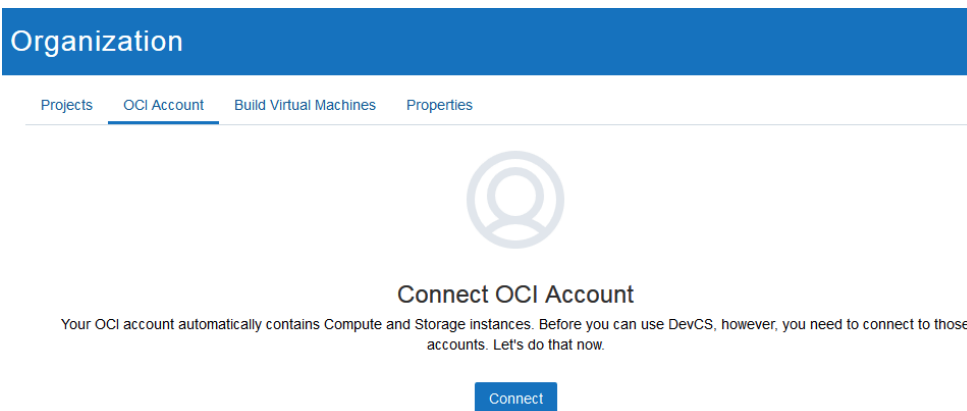 Organization
Projects OCI Account Build Virtual Machines Properties
Connect OCI Account
Your OCI account automatically contains Compute and Storage instances. Before you can use DevCS, however, you need to connect to those
accounts. Let's do that now.
Connect